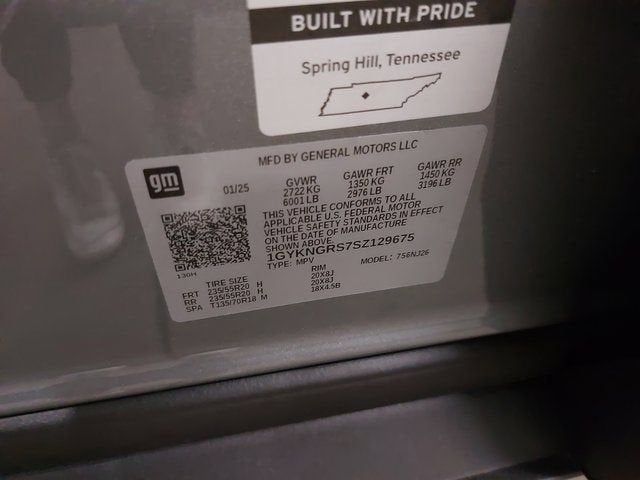 BUILT WITH PRIDE
Spring Hill, Tennessee
MFD BY GENERAL MOTORS LLC
gm 01/25 GVWR GAWR FRT GAWR RR
2722 KG 1350 KG 1450 KG
6001 LB 2976 LB 3196 LB
THIS VEHICLE CONFORMS TO ALL
APPLICABLE U.S. FEDERAL MOTOR
VEHICLE SAFETY STANDARDS IN EFFECT
ON THE DATE OF MANUFACTURE
SHOWN ABOVE.
1GYKNGRS7SZ129675
TYPE: MPV MODEL: 756NJ26
TIRE SIZE RIM
FRT 235/55R20 H 20X8J
RR 235/55R20 H 20X8J
SPA T135/70R18 M 18X4.5B